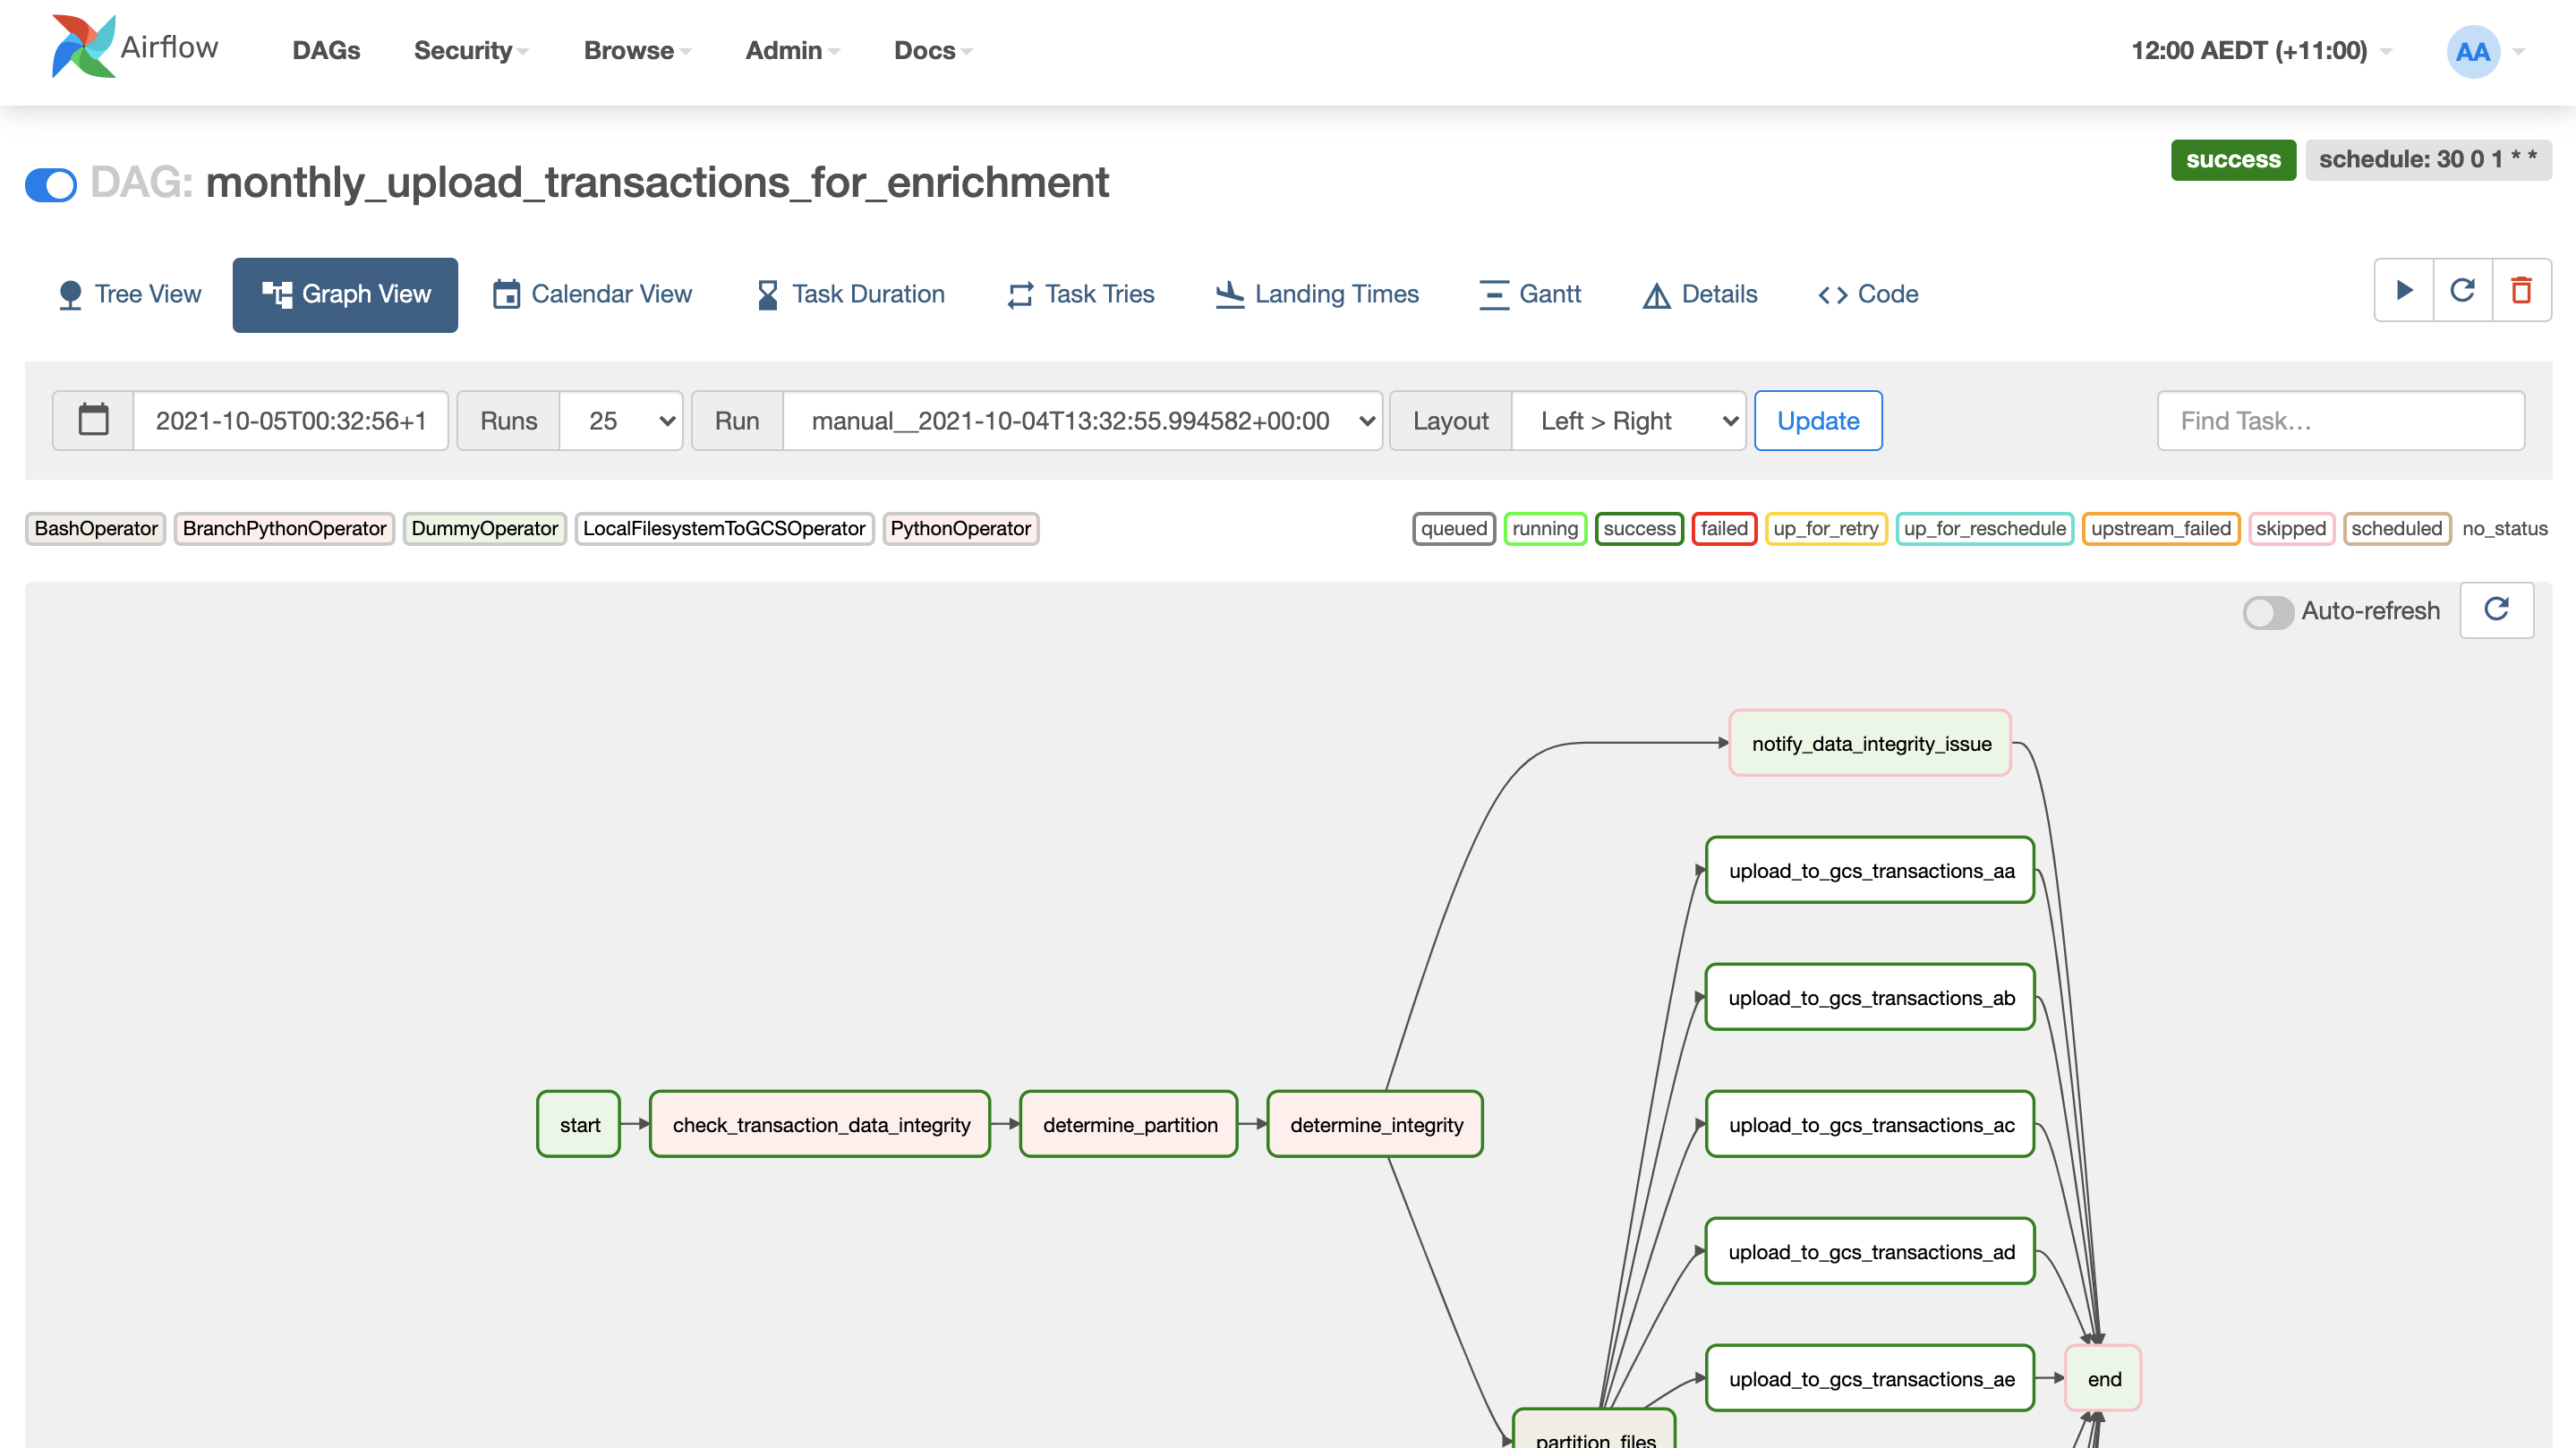 Airflow DAGs Security Browse Admin Docs 12:00 AEDT (+11:00) AA
success schedule: 30 0 1 * *
DAG: monthly_upload_transactions_for_enrichment
Tree View Graph View Calendar View Task Duration Task Tries Landing Times Gantt Details Code
2021-10-05T00:32:56+1 Runs 25 Run manual__2021-10-04T13:32:55.994582+00:00 Layout Left > Right Update Find Task...
BashOperator BranchPythonOperator DummyOperator LocalFilesystemToGCSOperator PythonOperator queued running success failed up_for_retry up_for_reschedule upstream_failed skipped scheduled no_status
Auto-refresh
notify_data_integrity_issue
upload_to_gcs_transactions_aa
upload_to_gcs_transactions_ab
start check_transaction_data_integrity determine_partition determine_integrity upload_to_gcs_transactions_ac
upload_to_gcs_transactions_ad
upload_to_gcs_transactions_ae end
partition_files